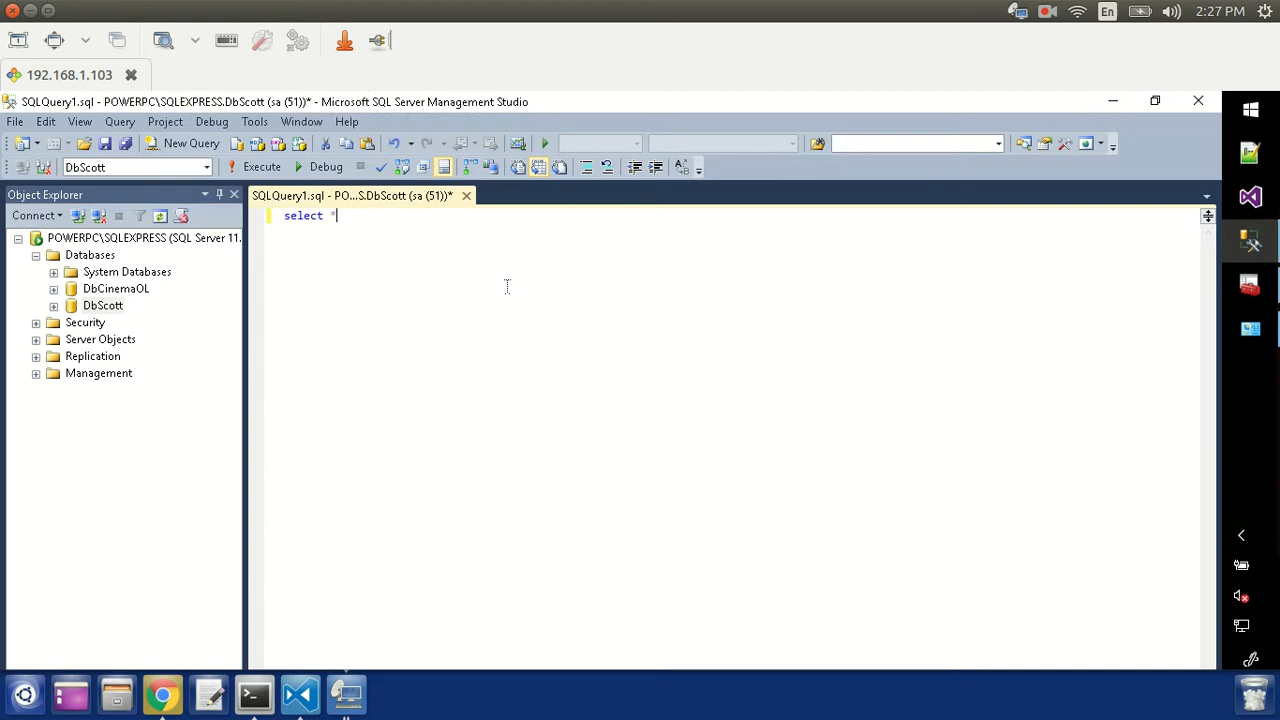 En
2:27 PM
192.168.1.103
SQLQuery1.sql - POWERPC\SQLEXPRESS.DbScott (sa (51))* - Microsoft SQL Server Management Studio
File Edit View Query Project Debug Tools Window Help
New Query
DbScott
Execute
Debug
Object Explorer
SQLQuery1.sql - PO...S.DbScott (sa (51))*
Connect
select *
POWERPC\SQLEXPRESS (SQL Server 11.
Databases
System Databases
DbCinemaOL
DbScott
Security
Server Objects
Replication
Management